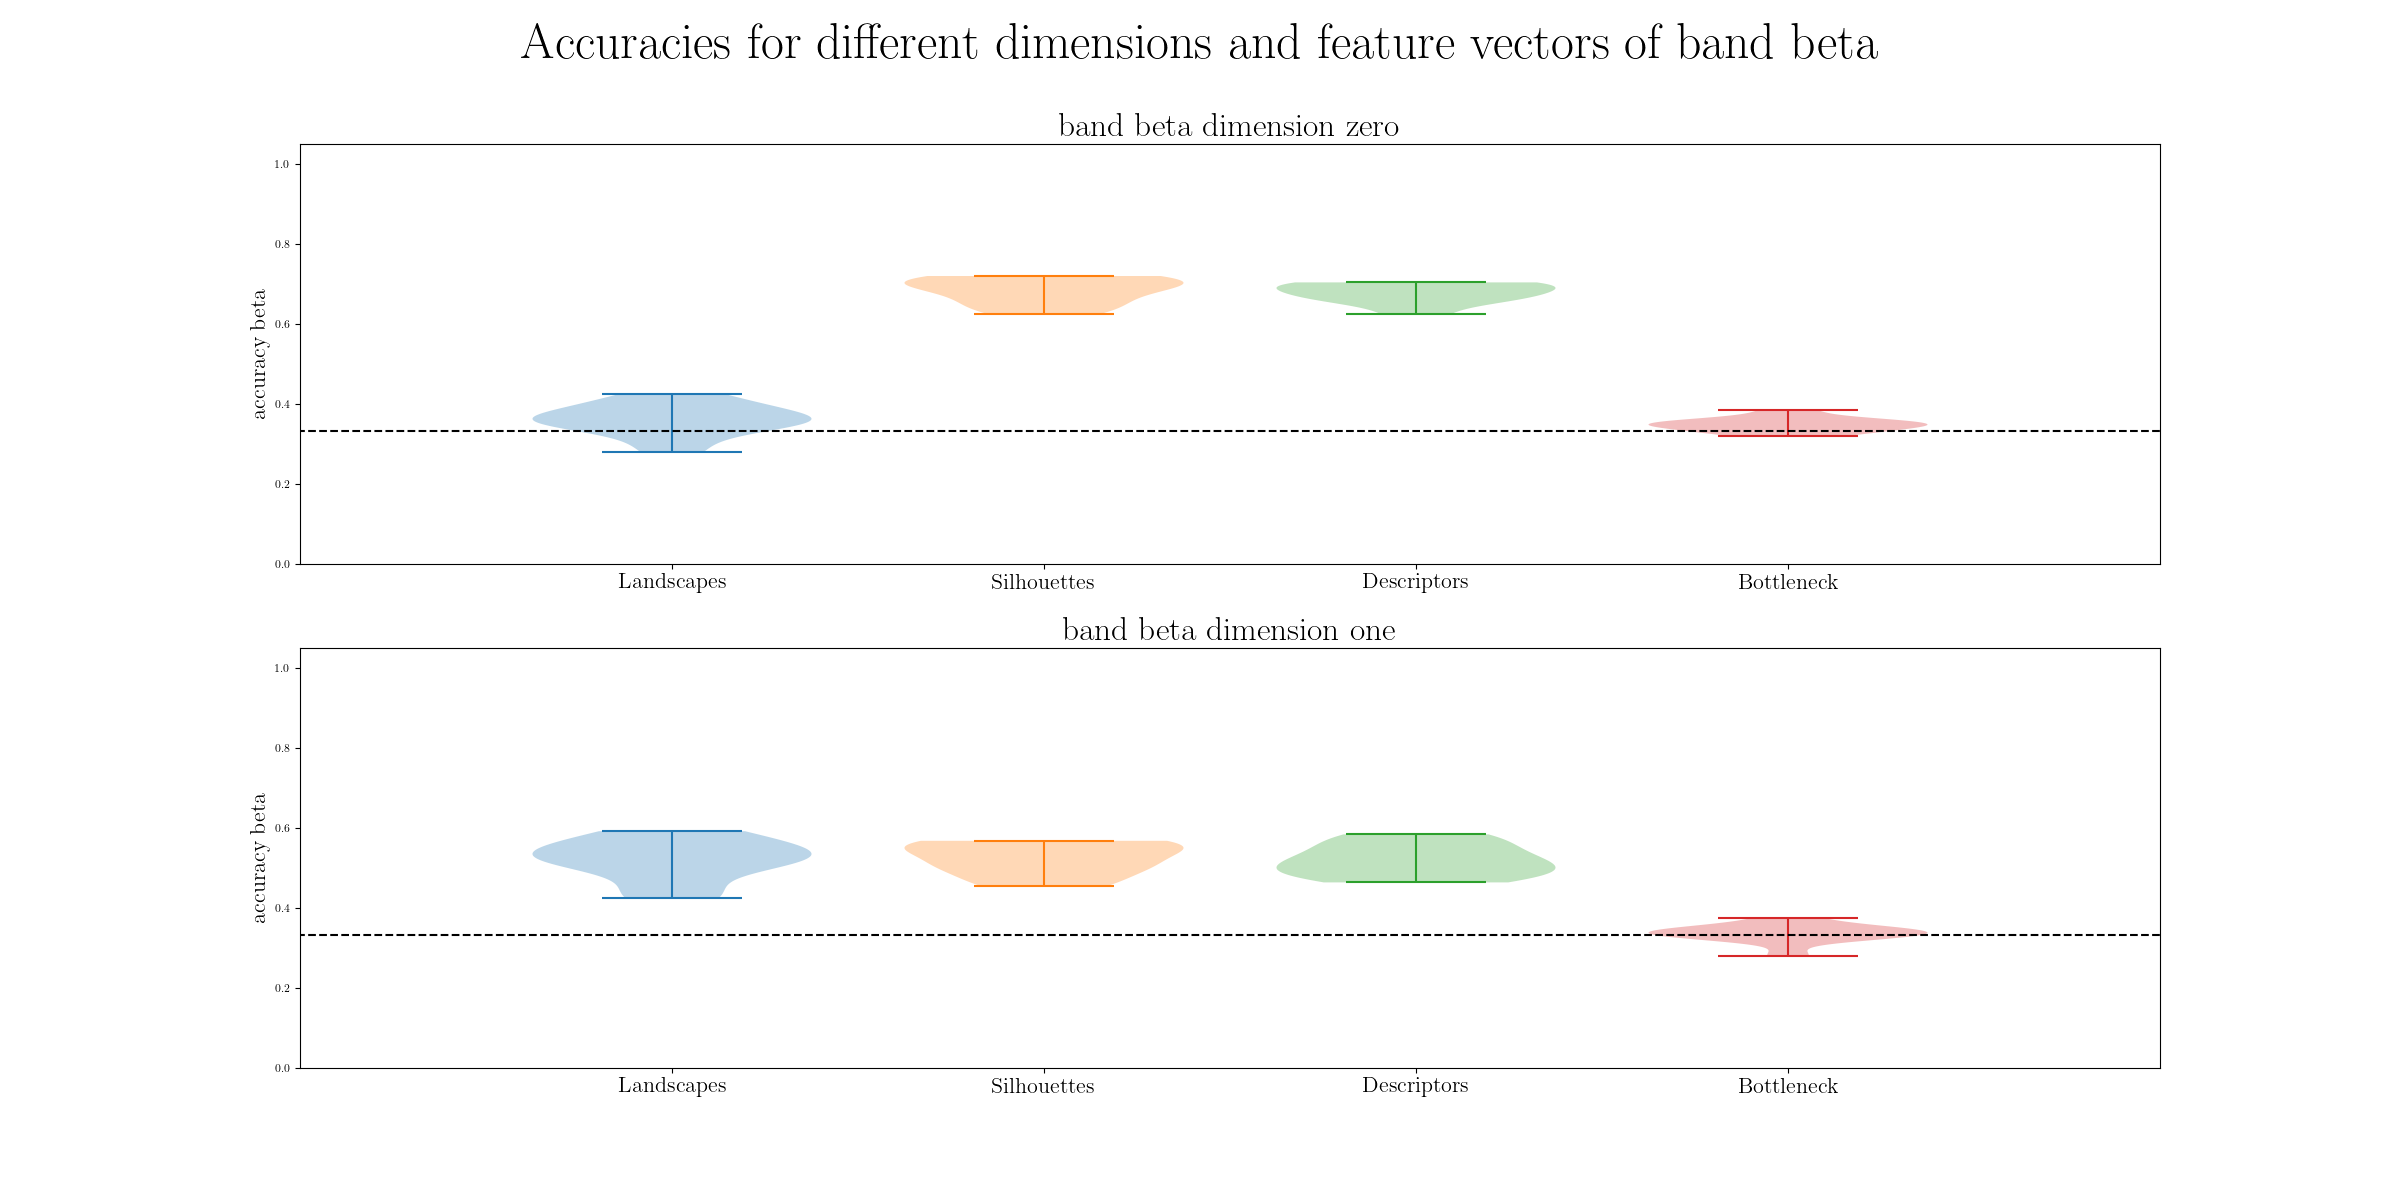 Accuracies for different dimensions and feature vectors of band beta
band beta dimension zero
1.0
0.8
0.6
0.4
0.2
0.0
accuracy beta
Landscapes Silhouettes Descriptors Bottleneck
band beta dimension one
1.0
0.8
0.6
0.4
0.2
0.0
accuracy beta
Landscapes Silhouettes Descriptors Bottleneck